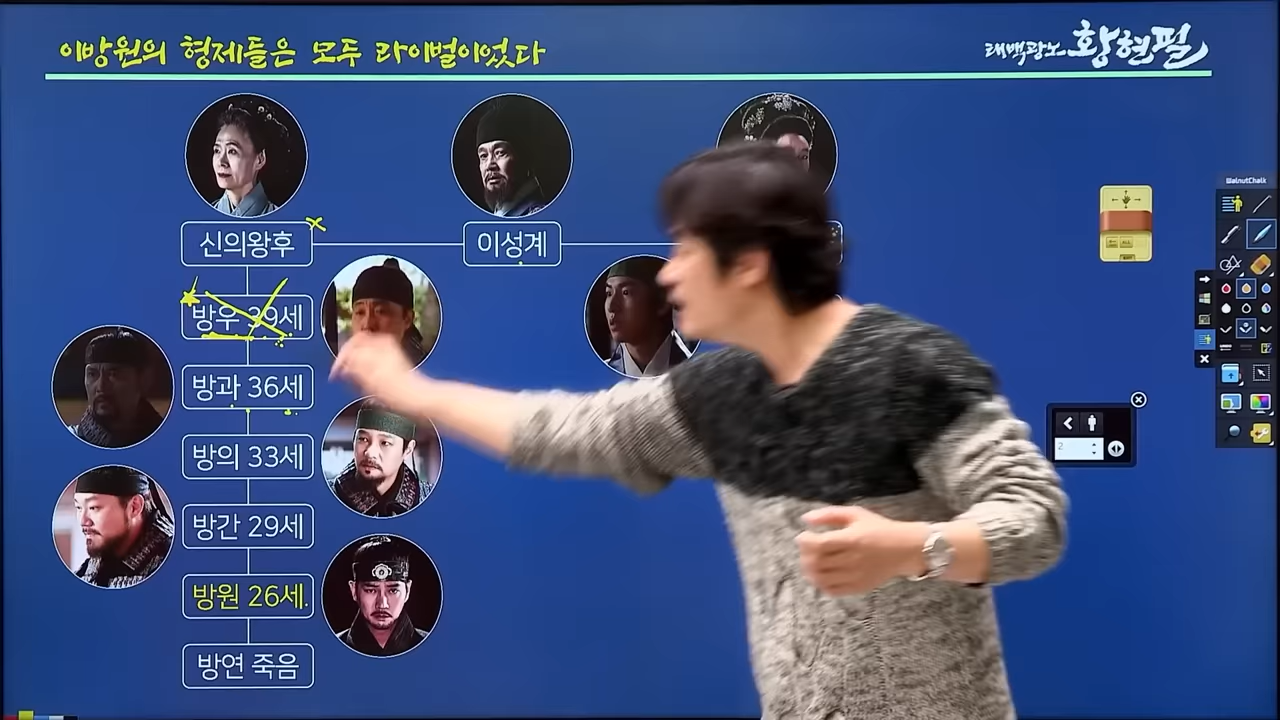 이방원의 형제들은 모두 라이벌이었다
태백광노 황현필
신의왕후
이성계
방우 39세
방과 36세
방의 33세
방간 29세
방원 26세
방연 죽음
WalnutChalk
2